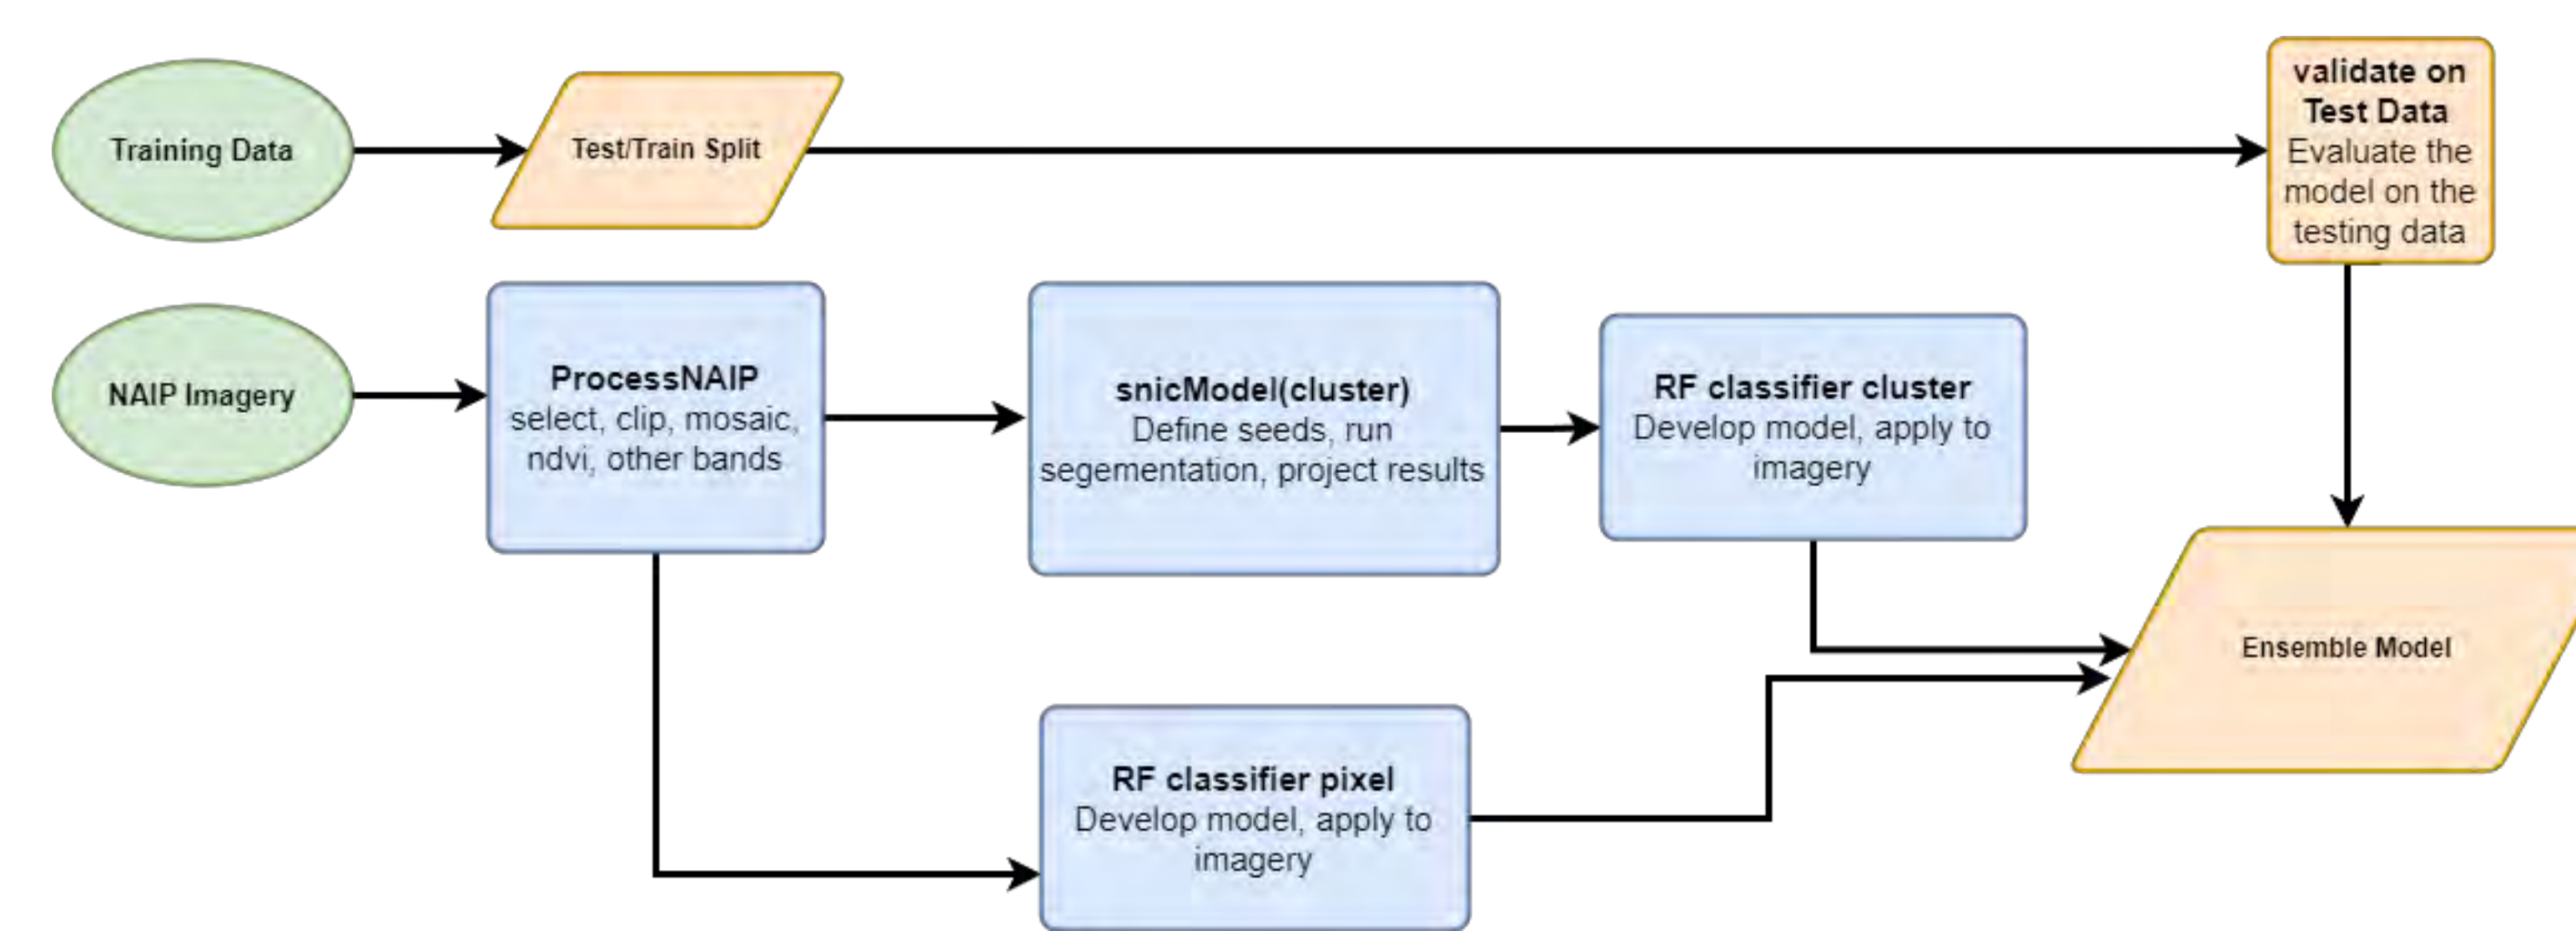 Training Data
Test/Train Split
validate on
Test Data
Evaluate the
model on the
testing data
NAIP Imagery
ProcessNAIP
select, clip, mosaic,
ndvi, other bands
snicModel(cluster)
Define seeds, run
segementation, project results
RF classifier cluster
Develop model, apply to
imagery
Ensemble Model
RF classifier pixel
Develop model, apply to
imagery